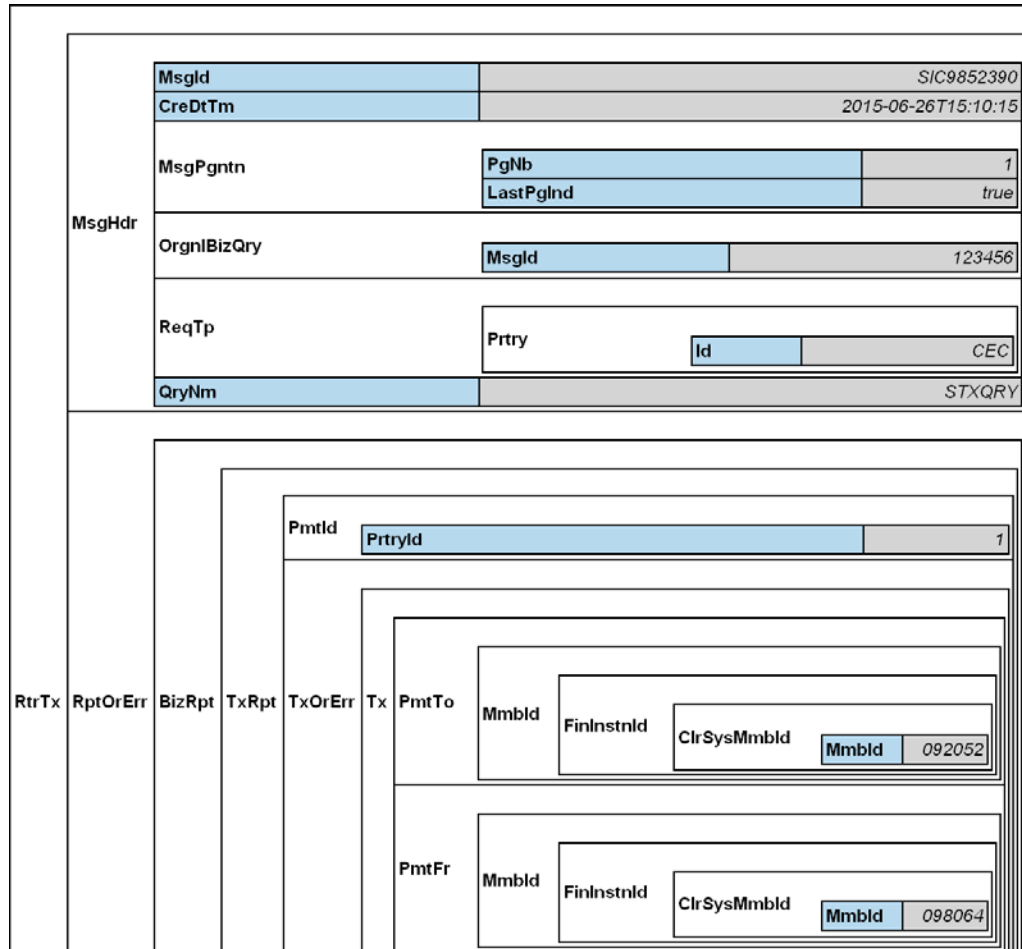 MsgId SIC9852390
CreDtTm 2015-06-26T15:10:15
MsgPgntn
PgNb 1
LastPgInd true
MsgHdr
OrgnlBizQry
MsgId 123456
ReqTp
Prtry
Id CEC
QryNm STXQRY
PmtId
PrtryId 1
RtrTx RptOrErr BizRpt TxRpt TxOrErr Tx PmtTo
MmbId
FinInstnId
ClrSysMmbId
MmbId 092052
PmtFr
MmbId
FinInstnId
ClrSysMmbId
MmbId 098064